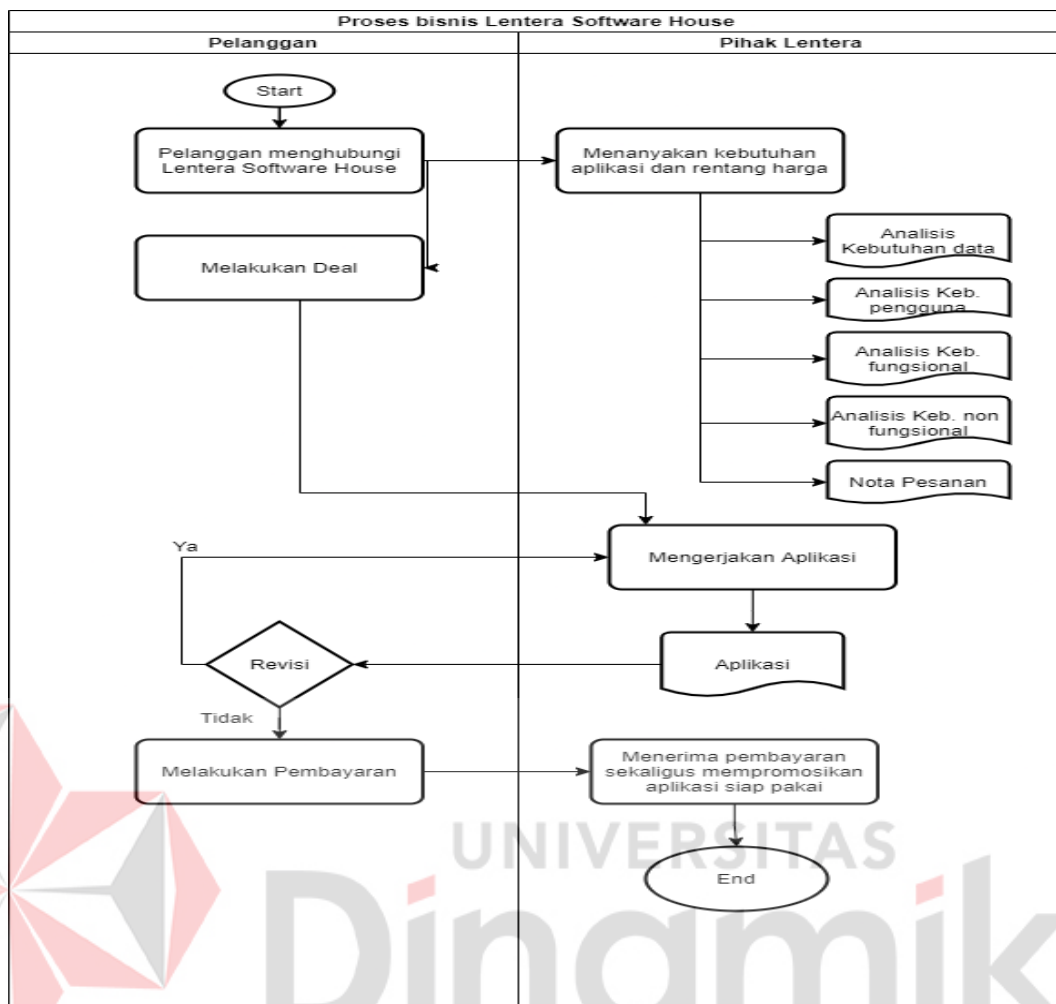 Proses bisnis Lentera Software House
Pelanggan
Pihak Lentera
Start
Pelanggan menghubungi
Lentera Software House
Menanyakan kebutuhan
aplikasi dan rentang harga
Analisis
Kebutuhan data
Melakukan Deal
Analisis Keb.
pengguna
Analisis Keb.
fungsional
Analisis Keb. non
fungsional
Nota Pesanan
Ya
Mengerjakan Aplikasi
Revisi
Aplikasi
Tidak
Melakukan Pembayaran
Menerima pembayaran
sekaligus mempromosikan
aplikasi siap pakai
End
UNIVERSITAS
Dinamik